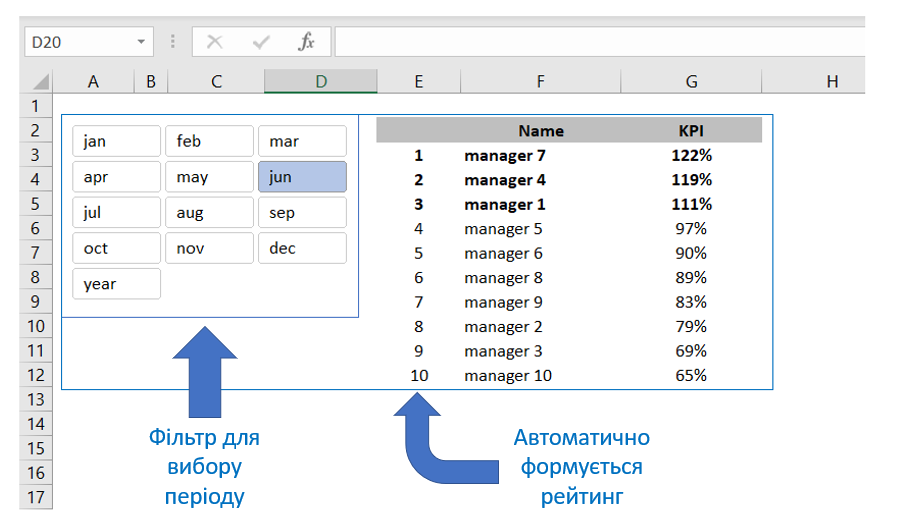 D20
fx
A B C D E F G H
1
2 Name KPI
jan feb mar
3 1 manager 7 122%
4 2 manager 4 119%
apr may jun
5 3 manager 1 111%
jul aug sep
6 4 manager 5 97%
7 5 manager 6 90%
oct nov dec
8 6 manager 8 89%
year
9 7 manager 9 83%
10 8 manager 2 79%
11 9 manager 3 69%
12 10 manager 10 65%
13
14
15
16
17
Фільтр для
вибору
періоду
Автоматично
формується
рейтинг